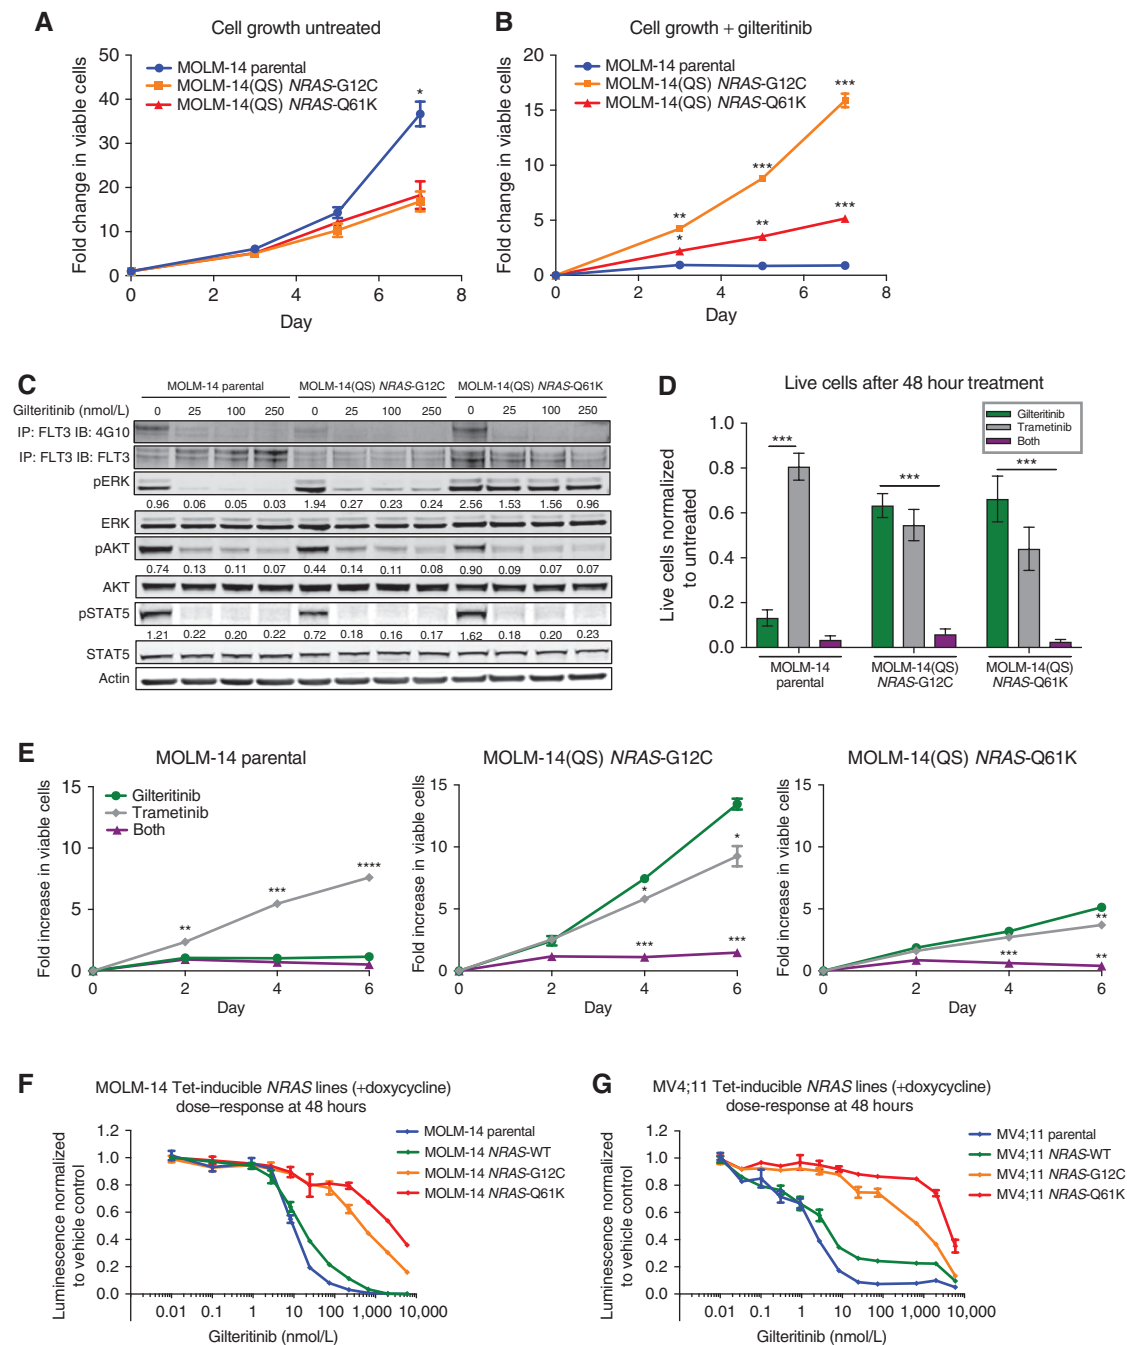 A
Cell growth untreated
Fold change in viable cells
50
40
30
20
10
0
MOLM-14 parental
MOLM-14(QS) NRAS-G12C
MOLM-14(QS) NRAS-Q61K
*
0 2 4 6 8
Day
B
Cell growth + gilteritinib
Fold change in viable cells
20
15
10
5
0
MOLM-14 parental
MOLM-14(QS) NRAS-G12C
MOLM-14(QS) NRAS-Q61K
***
***
**
*
**
***
0 2 4 6 8
Day
C
MOLM-14 parental MOLM-14(QS) NRAS-G12C MOLM-14(QS) NRAS-Q61K
Gilteritinib (nmol/L) 0 25 100 250 0 25 100 250 0 25 100 250
IP: FLT3 IB: 4G10
IP: FLT3 IB: FLT3
pERK
0.96 0.06 0.05 0.03 1.94 0.27 0.23 0.24 2.56 1.53 1.56 0.96
ERK
pAKT
0.74 0.13 0.11 0.07 0.44 0.14 0.11 0.08 0.90 0.09 0.07 0.07
AKT
pSTAT5
1.21 0.22 0.20 0.22 0.72 0.18 0.16 0.17 1.62 0.18 0.20 0.23
STAT5
Actin
D
Live cells after 48 hour treatment
Gilteritinib
Trametinib
Both
Live cells normalized
to untreated
1.0
0.8
0.6
0.4
0.2
0.0
***
***
***
MOLM-14
parental
MOLM-14(QS)
NRAS-G12C
MOLM-14(QS)
NRAS-Q61K
E
MOLM-14 parental
Fold increase in viable cells
15
10
5
0
Gilteritinib
Trametinib
Both
**
***
****
0 2 4 6
Day
MOLM-14(QS) NRAS-G12C
Fold increase in viable cells
15
10
5
0
*
*
***
***
0 2 4 6
Day
MOLM-14(QS) NRAS-Q61K
Fold increase in viable cells
15
10
5
0
**
***
**
0 2 4 6
Day
F
MOLM-14 Tet-inducible NRAS lines (+doxycycline)
dose–response at 48 hours
Luminescence normalized
to vehicle control
1.2
1.0
0.8
0.6
0.4
0.2
0.0
MOLM-14 parental
MOLM-14 NRAS-WT
MOLM-14 NRAS-G12C
MOLM-14 NRAS-Q61K
0.01 0.1 1 10 100 1,000 10,000
Gilteritinib (nmol/L)
G
MV4;11 Tet-inducible NRAS lines (+doxycycline)
dose-response at 48 hours
Luminescence normalized
to vehicle control
1.2
1.0
0.8
0.6
0.4
0.2
0.0
MV4;11 parental
MV4;11 NRAS-WT
MV4;11 NRAS-G12C
MV4;11 NRAS-Q61K
0.01 0.1 1 10 100 1,000 10,000
Gilteritinib (nmol/L)